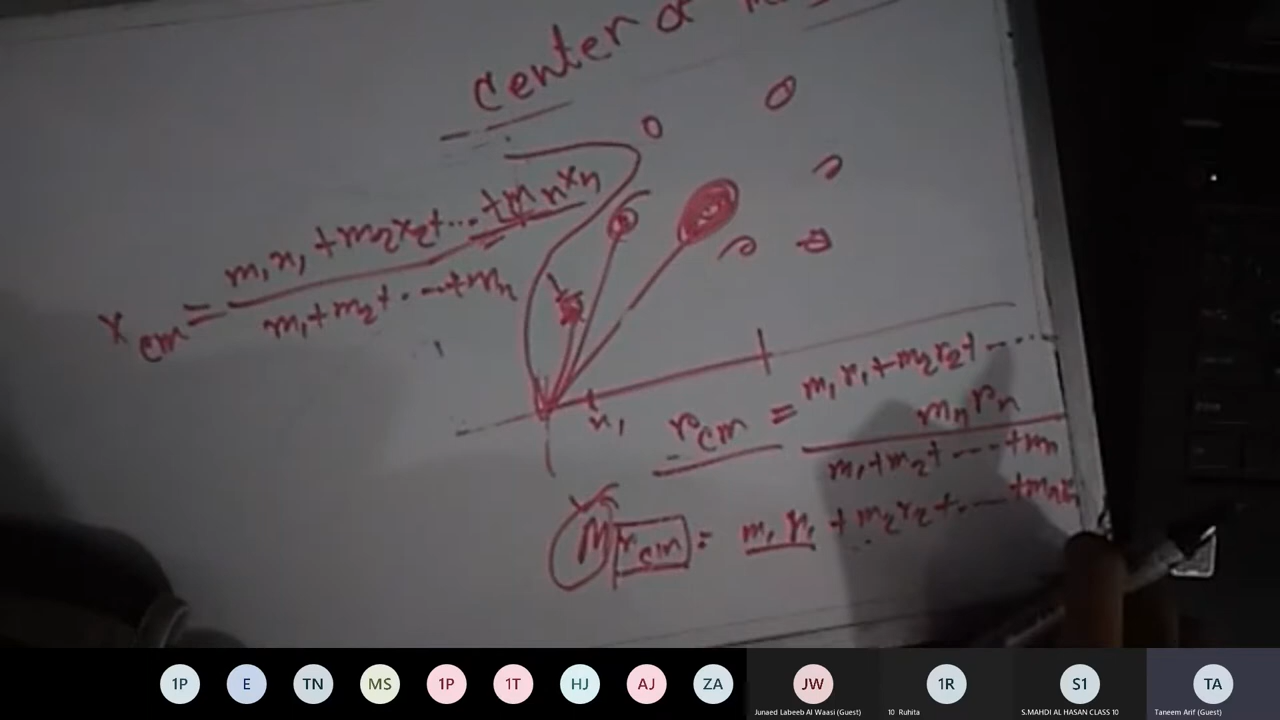 Center of
x_cm = m₁x₁ + m₂x₂ + ... + mₙxₙ
m₁ + m₂ + ... + mₙ
x₁
r_cm = m₁r₁ + m₂r₂ + ....
mₙrₙ
m₁ + m₂ + --- + mₙ
M r_cm = m₁r₁ + m₂r₂ + ... + mₙrₙ
1P E TN MS 1P 1T HJ AJ ZA JW 1R S1 TA
Junaed Labeeb Al Waasi (Guest) 10 Ruhita S.MAHDI AL HASAN CLASS 10 Taneem Arif (Guest)